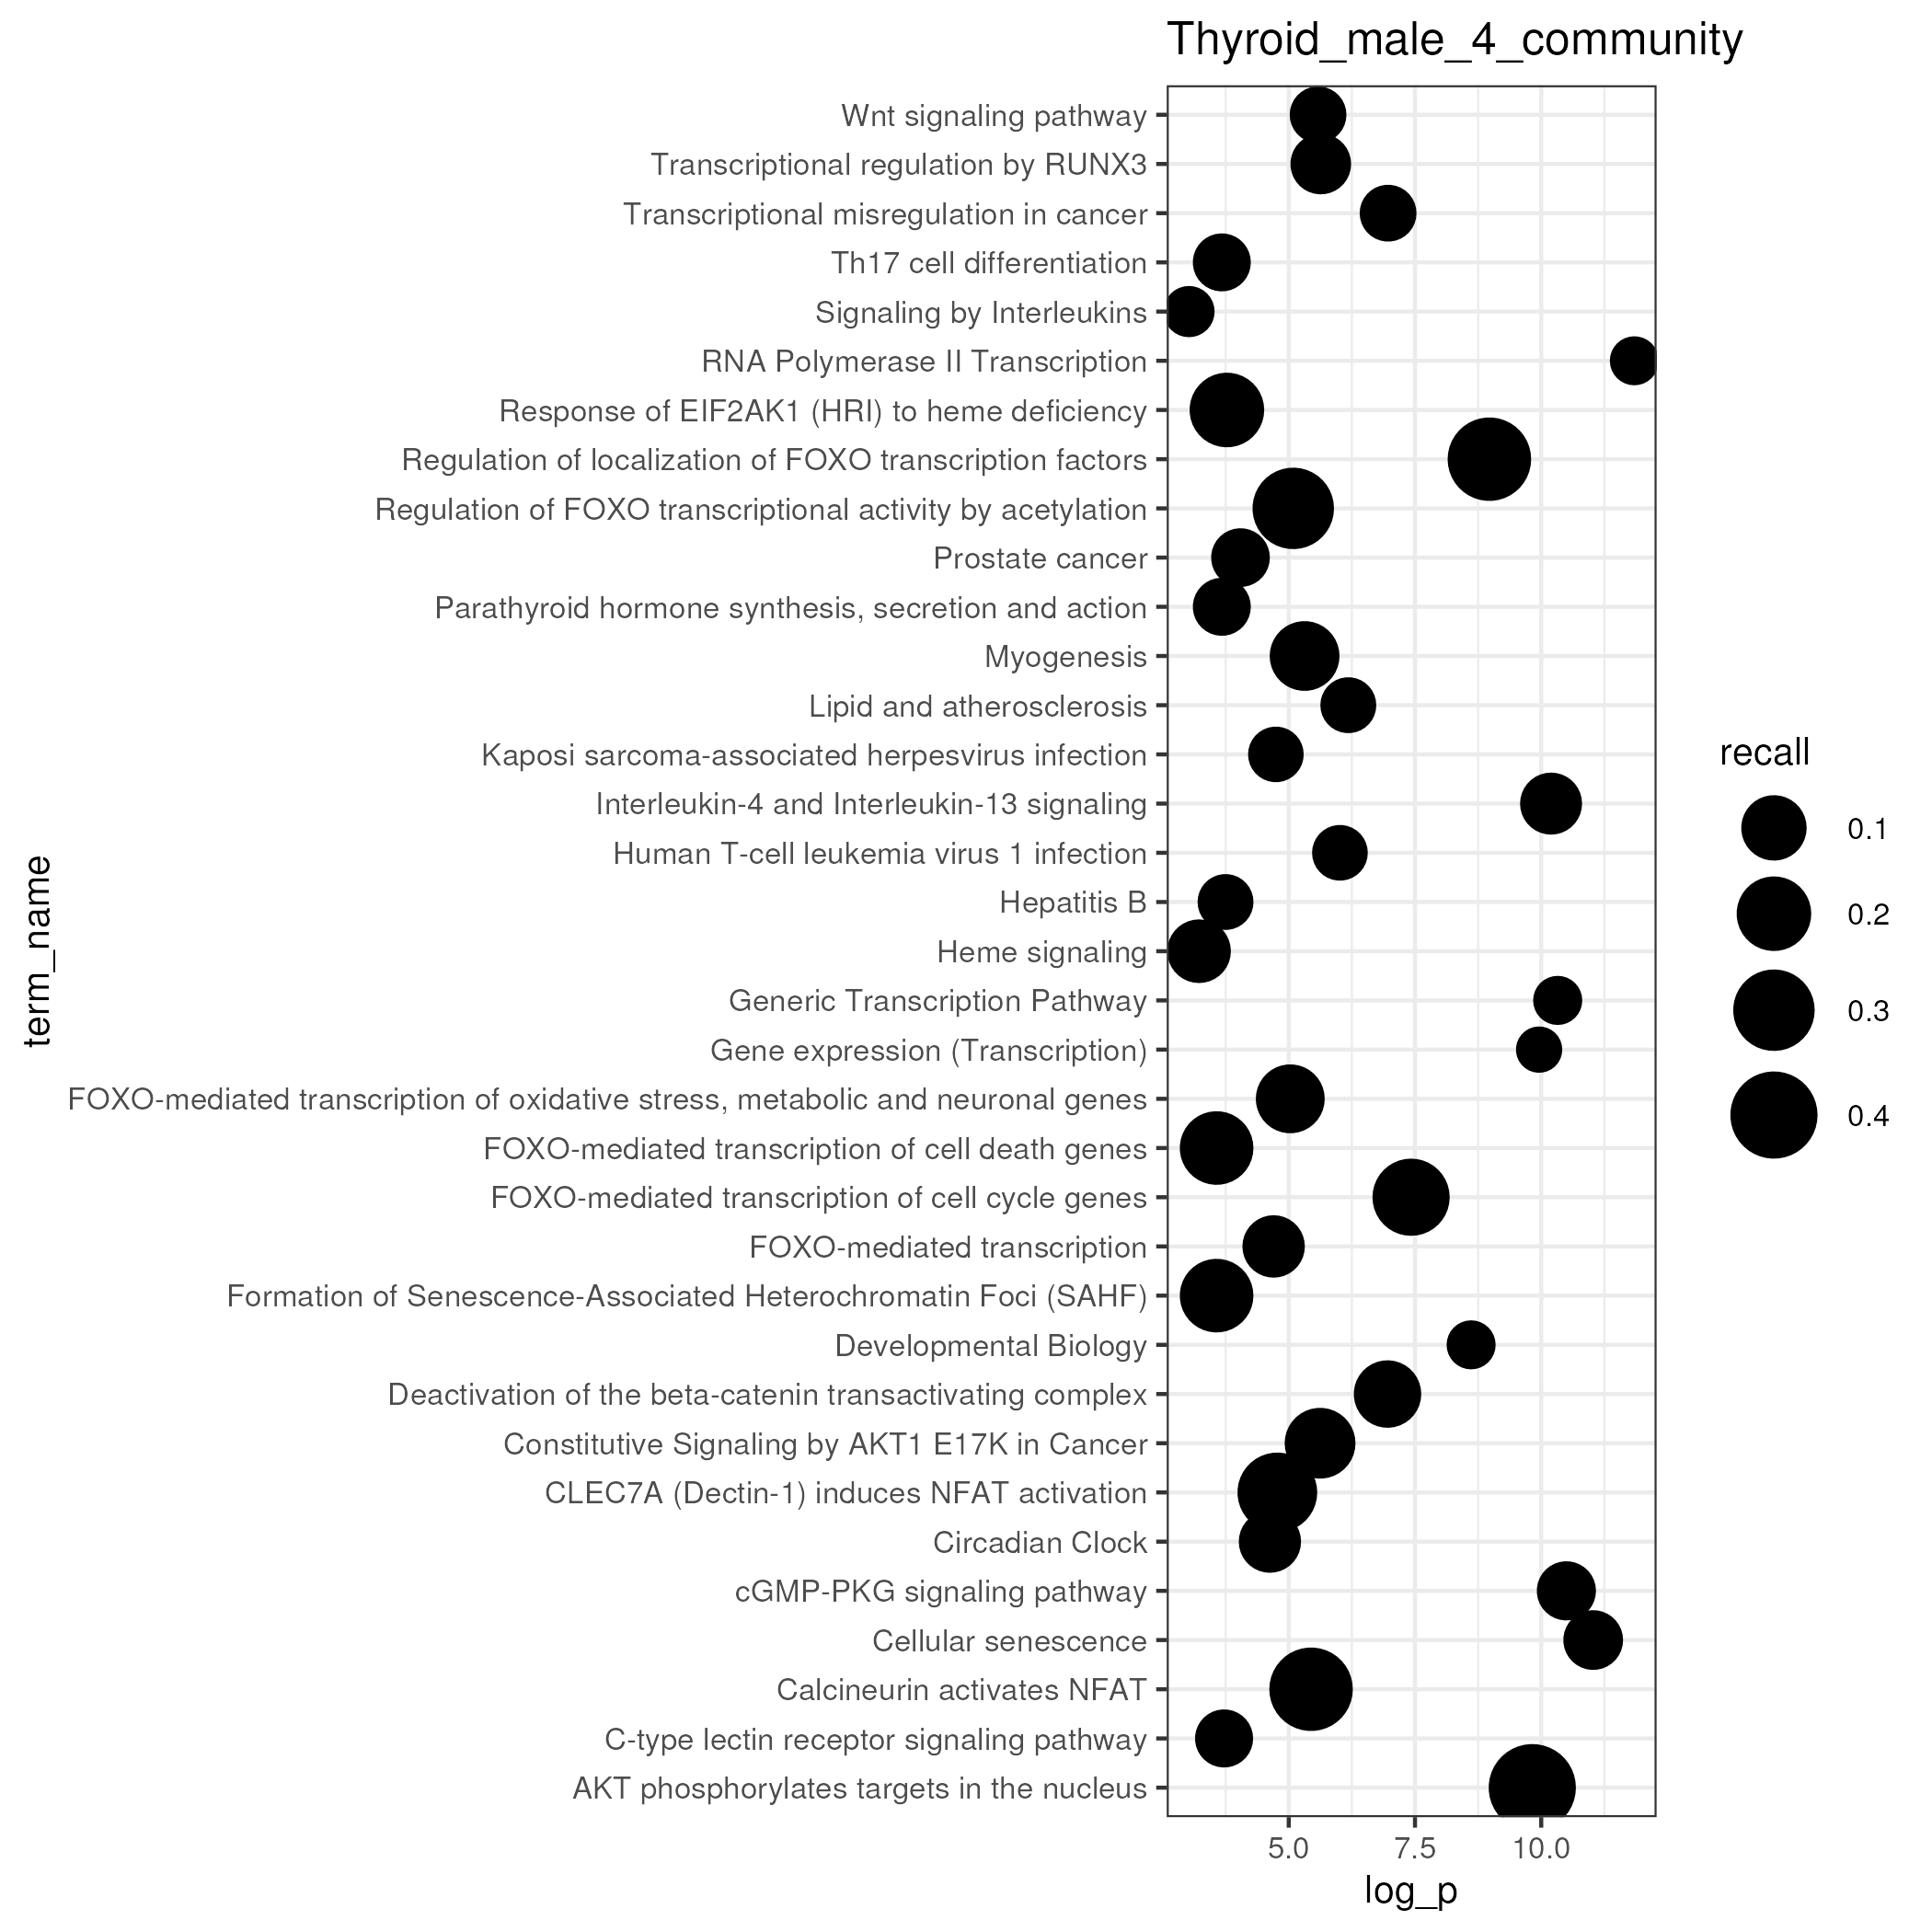 Thyroid_male_4_community
Wnt signaling pathway
Transcriptional regulation by RUNX3
Transcriptional misregulation in cancer
Th17 cell differentiation
Signaling by Interleukins
RNA Polymerase II Transcription
Response of EIF2AK1 (HRI) to heme deficiency
Regulation of localization of FOXO transcription factors
Regulation of FOXO transcriptional activity by acetylation
Prostate cancer
Parathyroid hormone synthesis, secretion and action
Myogenesis
Lipid and atherosclerosis
Kaposi sarcoma-associated herpesvirus infection
Interleukin-4 and Interleukin-13 signaling
Human T-cell leukemia virus 1 infection
Hepatitis B
Heme signaling
Generic Transcription Pathway
Gene expression (Transcription)
FOXO-mediated transcription of oxidative stress, metabolic and neuronal genes
FOXO-mediated transcription of cell death genes
FOXO-mediated transcription of cell cycle genes
FOXO-mediated transcription
Formation of Senescence-Associated Heterochromatin Foci (SAHF)
Developmental Biology
Deactivation of the beta-catenin transactivating complex
Constitutive Signaling by AKT1 E17K in Cancer
CLEC7A (Dectin-1) induces NFAT activation
Circadian Clock
cGMP-PKG signaling pathway
Cellular senescence
Calcineurin activates NFAT
C-type lectin receptor signaling pathway
AKT phosphorylates targets in the nucleus
term_name
5.0 7.5 10.0
log_p
recall
0.1
0.2
0.3
0.4